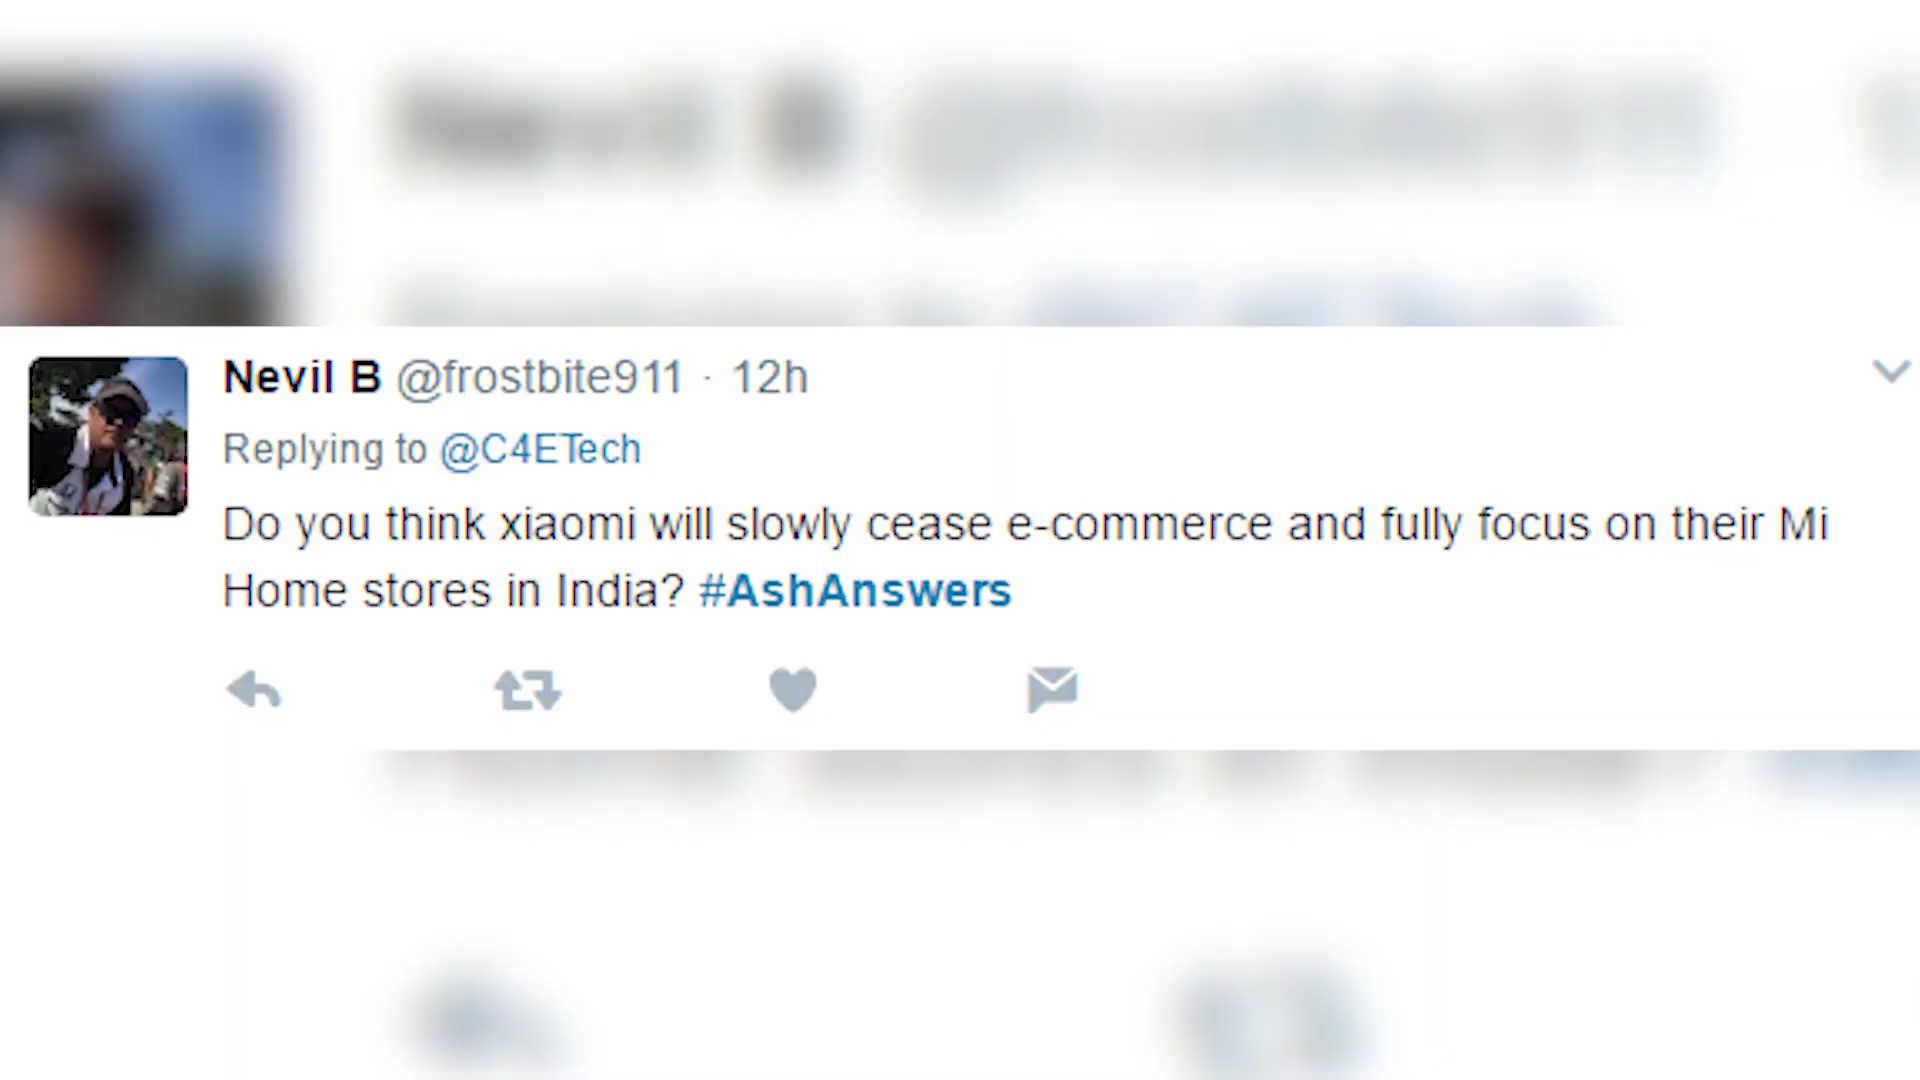 Nevil B @frostbite911 · 12h
Replying to @C4ETech
Do you think xiaomi will slowly cease e-commerce and fully focus on their Mi
Home stores in India? #AshAnswers